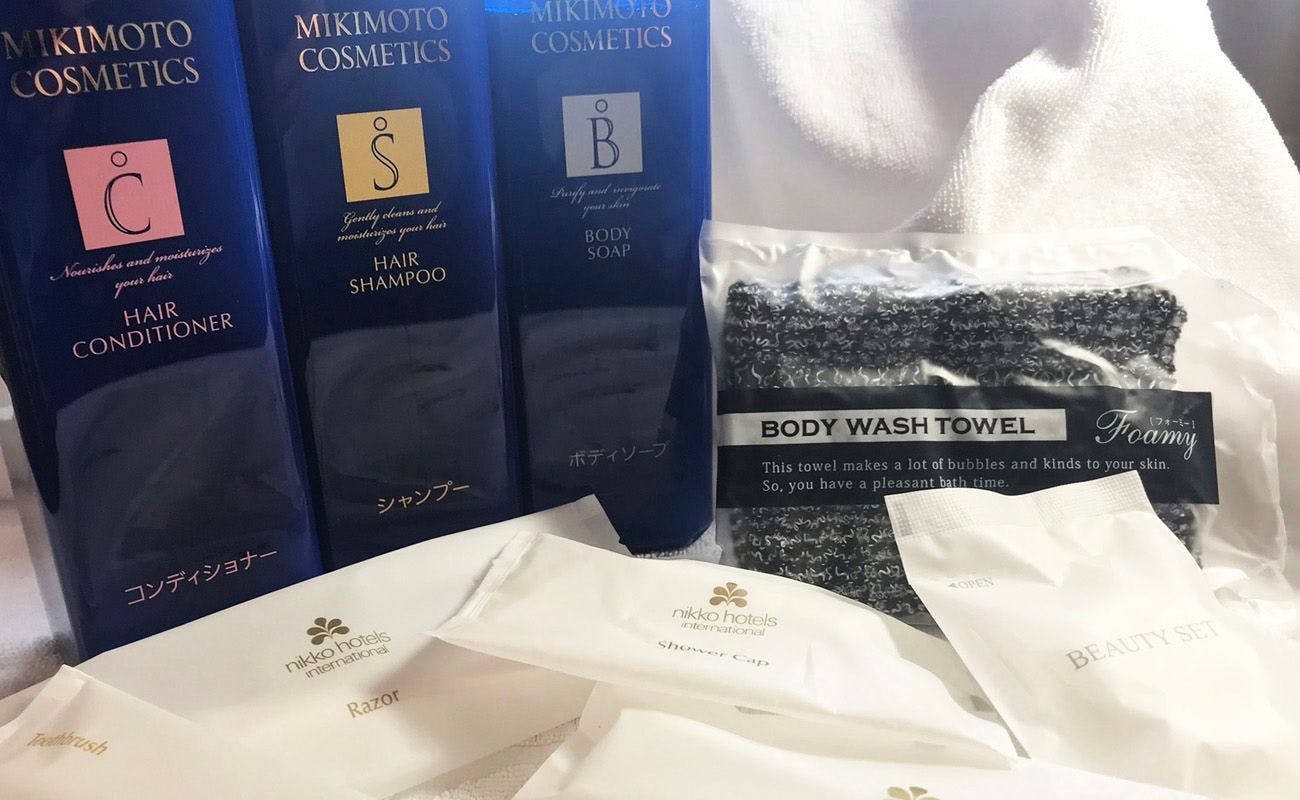 MIKIMOTO
COSMETICS
C
Nourishes and moisturizes
your hair
HAIR
CONDITIONER
コンディショナー
MIKIMOTO
COSMETICS
S
Gently cleans and
moisturizes your hair
HAIR
SHAMPOO
シャンプー
MIKIMOTO
COSMETICS
B
Purify and invigorate
your skin
BODY
SOAP
ボディソープ
BODY WASH TOWEL
[フォーミー]
Foamy
This towel makes a lot of bubbles and kinds to your skin.
So, you have a pleasant bath time.
OPEN
BEAUTY SET
nikko hotels
international
Shower Cap
nikko hotels
international
Razor
Toothbrush